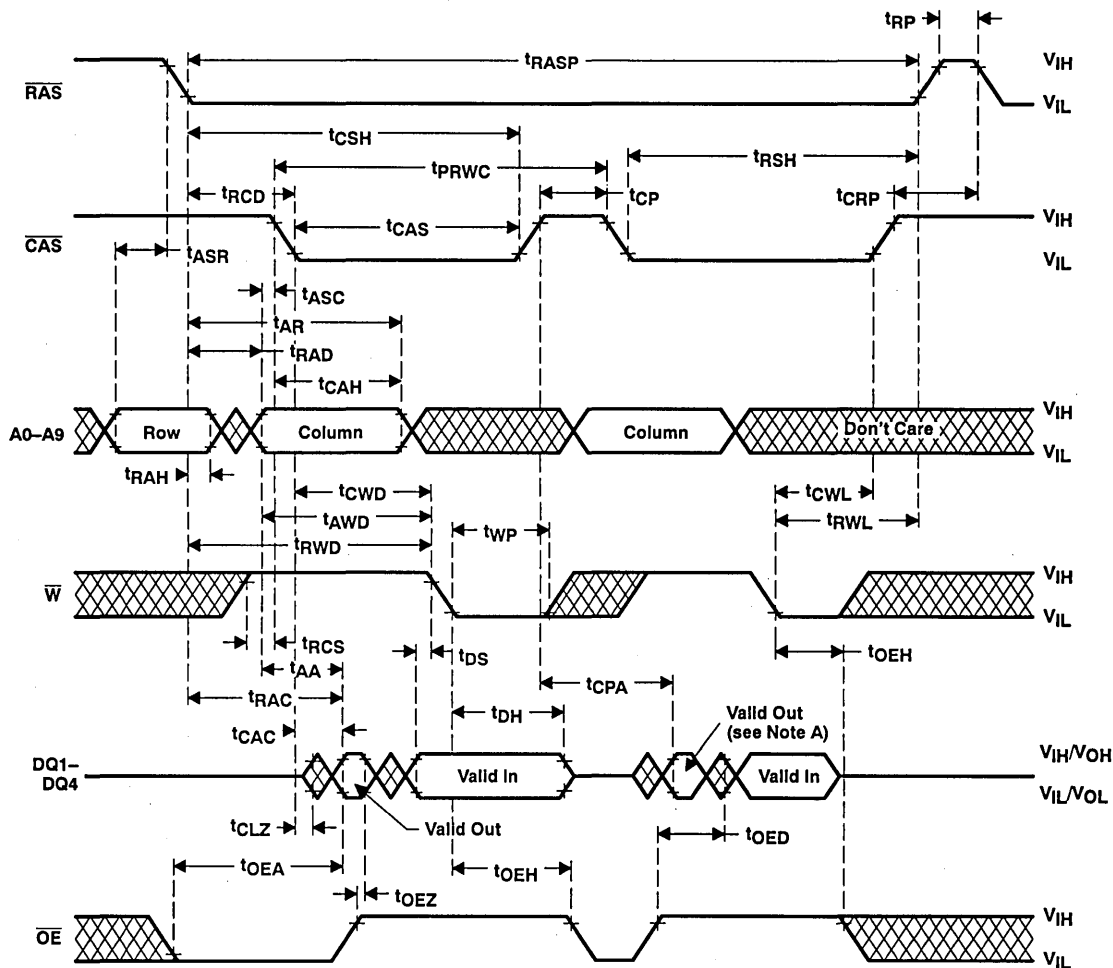 tRP
tRASP
VIH
RAS
VIL
tCSH
tPRWC
tRSH
tRCD
tCP
tCRP
VIH
CAS
tCAS
tASR
VIL
tASC
tAR
tRAD
tCAH
VIH
A0–A9
Row
Column
Column
Don't Care
VIL
tRAH
tCWD
tCWL
tAWD
tWP
tRWL
tRWD
VIH
W
VIL
tRCS
tDS
tOEH
tAA
tCPA
tRAC
tDH
Valid Out
(see Note A)
tCAC
DQ1–
DQ4
VIH/VOH
Valid In
Valid In
VIL/VOL
tCLZ
Valid Out
tOED
tOEA
tOEH
tOEZ
VIH
OE
VIL